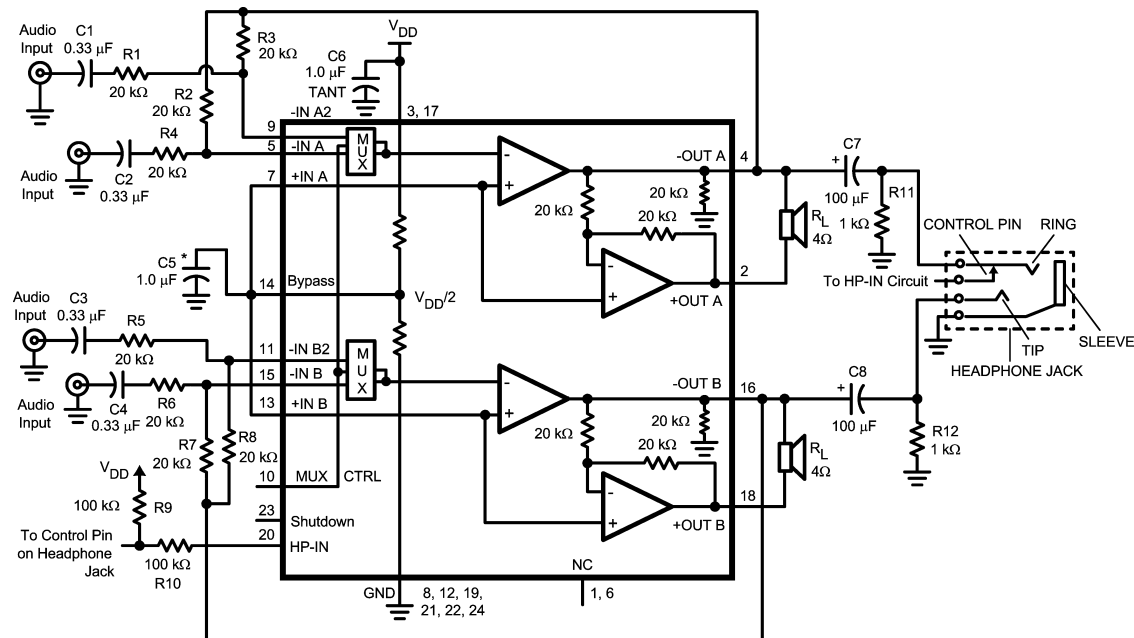 Audio
Input
C1
0.33 µF
R1
20 kΩ
R3
20 kΩ
R2
20 kΩ
VDD
C6
1.0 µF
TANT
3, 17
Audio
Input
C2
0.33 µF
R4
20 kΩ
-IN A2
9
5
-IN A
7
+IN A
MUX
-
+
20 kΩ
20 kΩ
20 kΩ
-
+
-OUT A
4
2
+OUT A
RL
4Ω
+
C7
100 µF
R11
1 kΩ
CONTROL PIN
RING
To HP-IN Circuit
TIP
SLEEVE
HEADPHONE JACK
C5
*
1.0 µF
14
Bypass
VDD/2
Audio
Input
C3
0.33 µF
R5
20 kΩ
Audio
Input
C4
0.33 µF
R6
20 kΩ
R7
20 kΩ
R8
20 kΩ
11
-IN B2
15
-IN B
13
+IN B
MUX
-
+
20 kΩ
20 kΩ
20 kΩ
-
+
-OUT B
16
18
+OUT B
RL
4Ω
+
C8
100 µF
R12
1 kΩ
10
MUX CTRL
23
Shutdown
20
HP-IN
VDD
100 kΩ
R9
To Control Pin
on Headphone
Jack
100 kΩ
R10
GND
8, 12, 19,
21, 22, 24
NC
1, 6